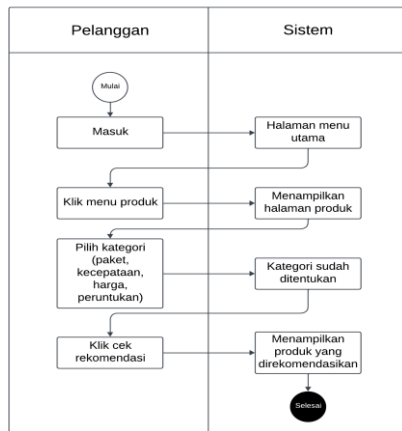 Pelanggan
Sistem
Mulai
Masuk
Halaman menu
utama
Klik menu produk
Menampilkan
halaman produk
Pilih kategori
(paket,
kecepataan,
harga,
peruntukan)
Kategori sudah
ditentukan
Klik cek
rekomendasi
Menampilkan
produk yang
direkomendasikan
Selesai